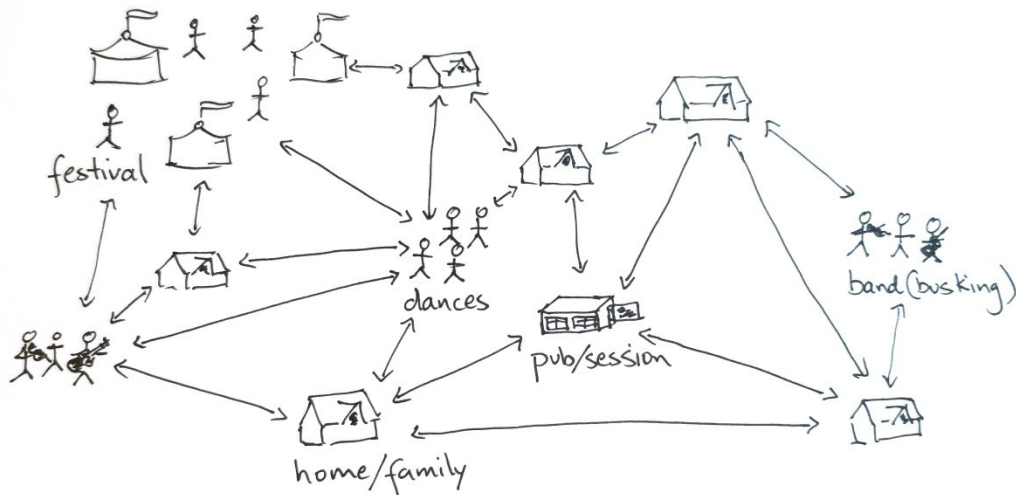 festival
dances
band (busking)
pub/session
home/family